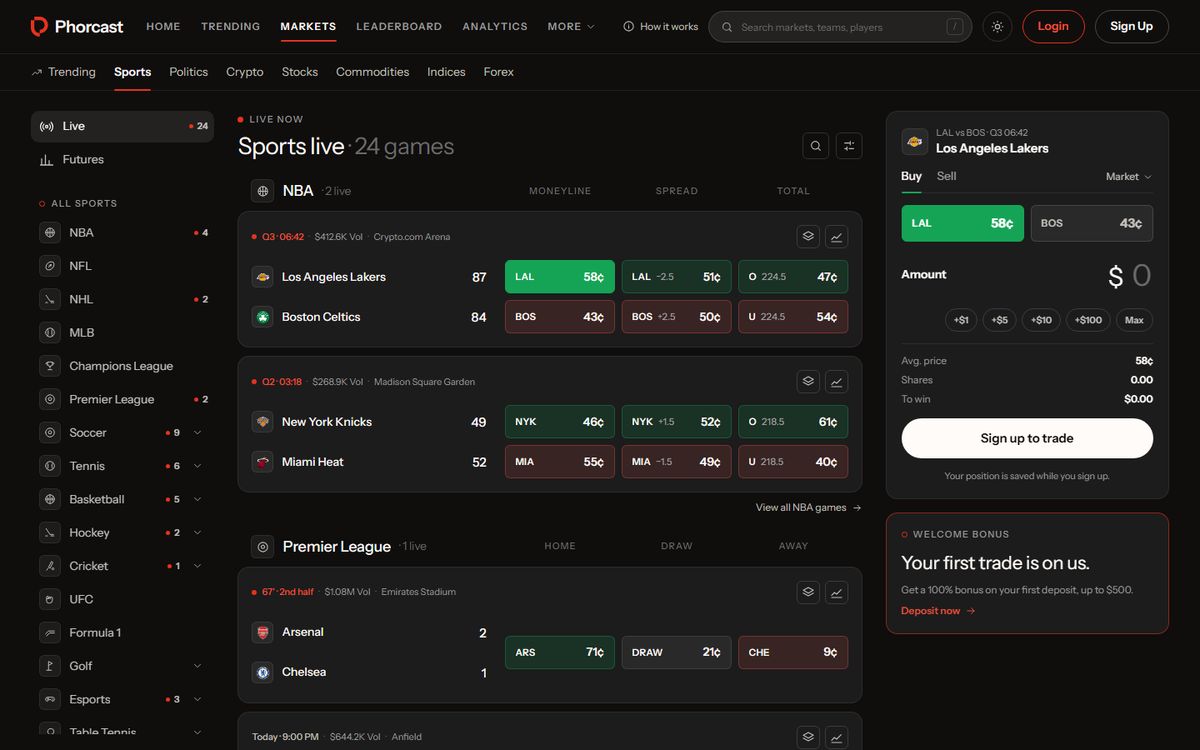 Phorcast HOME TRENDING MARKETS LEADERBOARD ANALYTICS MORE How it works Search markets, teams, players / Login Sign Up
Trending Sports Politics Crypto Stocks Commodities Indices Forex
Live 24
Futures
ALL SPORTS
NBA 4
NFL
NHL 2
MLB
Champions League
Premier League 2
Soccer 9
Tennis 6
Basketball 5
Hockey 2
Cricket 1
UFC
Formula 1
Golf
Esports 3
Table Tennis
LIVE NOW
Sports live · 24 games
NBA · 2 live MONEYLINE SPREAD TOTAL
Q3 · 06:42 · $412.6K Vol · Crypto.com Arena
Los Angeles Lakers 87 LAL 58¢ LAL −2.5 51¢ O 224.5 47¢
Boston Celtics 84 BOS 43¢ BOS +2.5 50¢ U 224.5 54¢
Q2 · 03:18 · $268.9K Vol · Madison Square Garden
New York Knicks 49 NYK 46¢ NYK +1.5 52¢ O 218.5 61¢
Miami Heat 52 MIA 55¢ MIA −1.5 49¢ U 218.5 40¢
View all NBA games →
Premier League · 1 live HOME DRAW AWAY
67' · 2nd half · $1.08M Vol · Emirates Stadium
Arsenal 2
Chelsea 1
ARS 71¢ DRAW 21¢ CHE 9¢
Today · 9:00 PM · $644.2K Vol · Anfield
LAL vs BOS · Q3 06:42
Los Angeles Lakers
Buy Sell Market
LAL 58¢ BOS 43¢
Amount $ 0
+$1 +$5 +$10 +$100 Max
Avg. price 58¢
Shares 0.00
To win $0.00
Sign up to trade
Your position is saved while you sign up.
WELCOME BONUS
Your first trade is on us.
Get a 100% bonus on your first deposit, up to $500.
Deposit now →